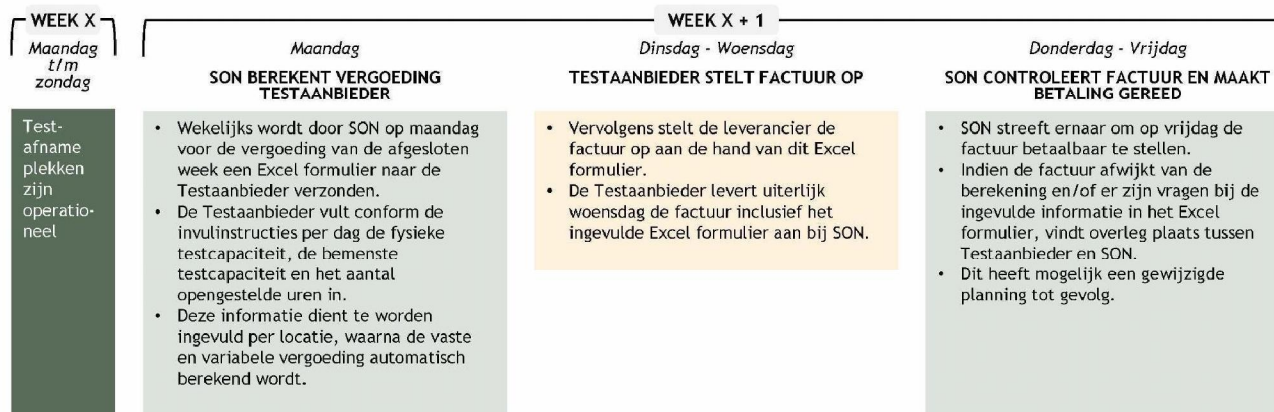 WEEK X
Maandag
t/m
zondag
Test-
afname
plekken
zijn
operatio-
neel
WEEK X + 1
Maandag
SON BEREKENT VERGOEDING
TESTAANBIEDER
• Wekelijks wordt door SON op maandag
voor de vergoeding van de afgesloten
week een Excel formulier naar de
Testaanbieder verzonden.
• De Testaanbieder vult conform de
invulinstructies per dag de fysieke
testcapaciteit, de bemenste
testcapaciteit en het aantal
opengestelde uren in.
• Deze informatie dient te worden
ingevuld per locatie, waarna de vaste
en variabele vergoeding automatisch
berekend wordt.
Dinsdag - Woensdag
TESTAANBIEDER STELT FACTUUR OP
• Vervolgens stelt de leverancier de
factuur op aan de hand van dit Excel
formulier.
• De Testaanbieder levert uiterlijk
woensdag de factuur inclusief het
ingevulde Excel formulier aan bij SON.
Donderdag - Vrijdag
SON CONTROLEERT FACTUUR EN MAAKT
BETALING GEREED
• SON streeft ernaar om op vrijdag de
factuur betaalbaar te stellen.
• Indien de factuur afwijkt van de
berekening en/of er zijn vragen bij de
ingevulde informatie in het Excel
formulier, vindt overleg plaats tussen
Testaanbieder en SON.
• Dit heeft mogelijk een gewijzigde
planning tot gevolg.